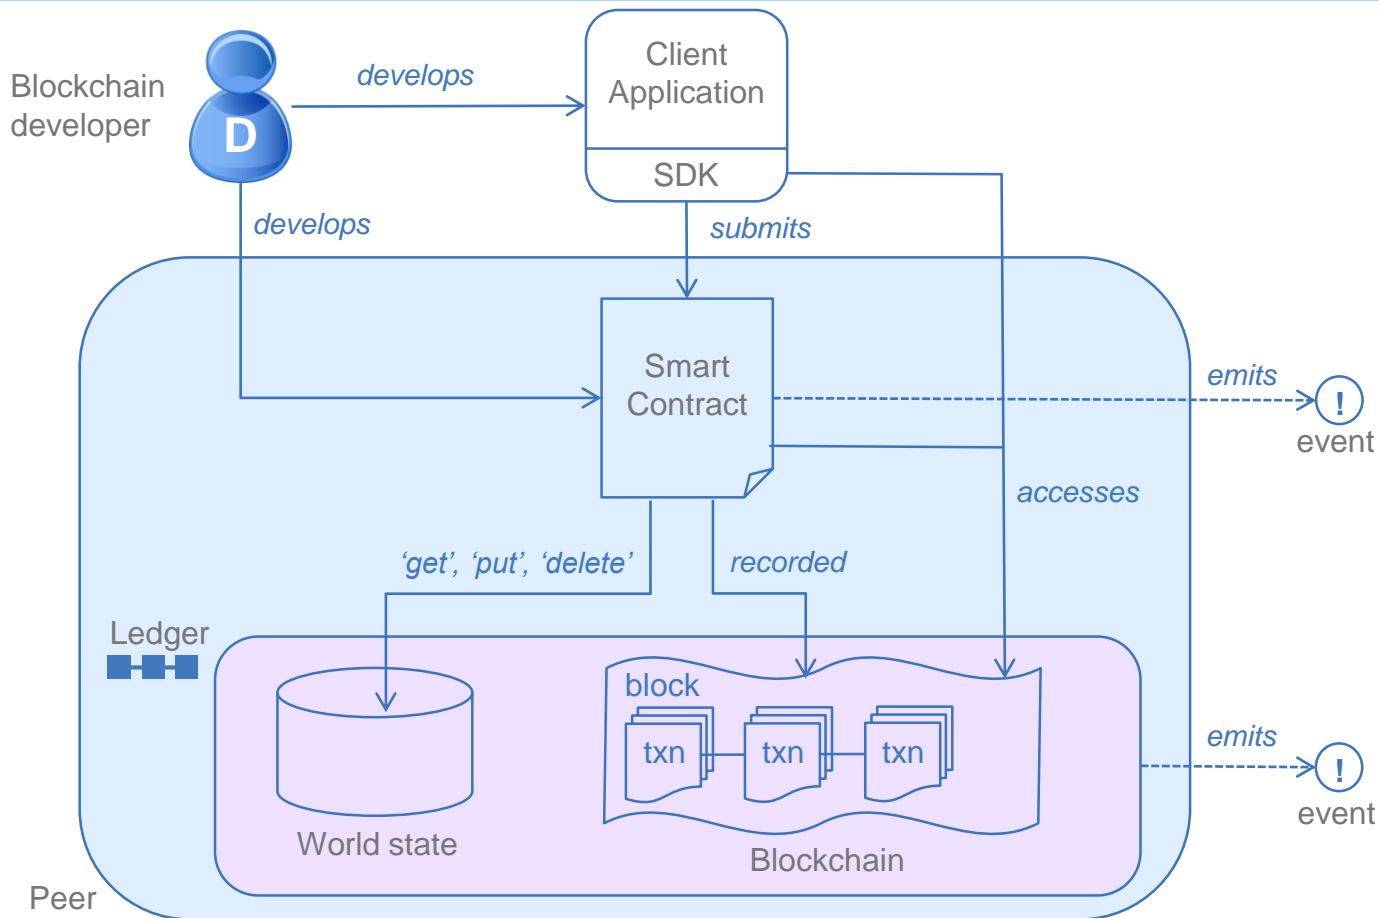 Blockchain
developer
D
develops
Client
Application
SDK
develops
submits
Smart
Contract
emits
!
event
accesses
‘get’, ‘put’, ‘delete’
recorded
Ledger
block
txn
txn
txn
emits
!
event
World state
Blockchain
Peer